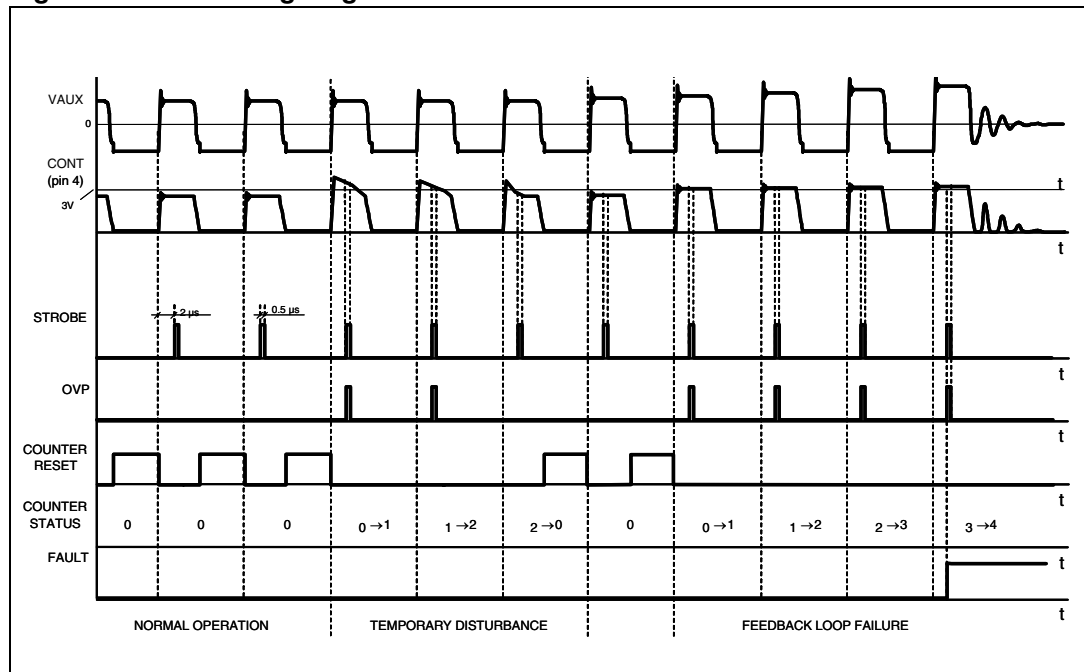 VAUX
0
CONT
(pin 4)
3V
t
t
STROBE
2 µs
0.5 µs
t
OVP
t
COUNTER
RESET
t
COUNTER
STATUS
0 0 0 0→1 1→2 2→0 0 0→1 1→2 2→3 3→4
FAULT
t
t
NORMAL OPERATION TEMPORARY DISTURBANCE FEEDBACK LOOP FAILURE